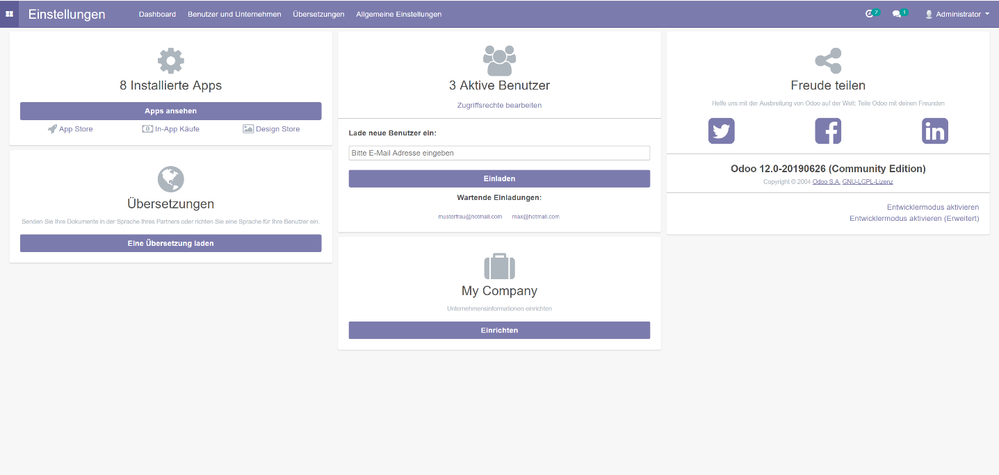 Einstellungen
Dashboard
Benutzer und Unternehmen
Übersetzungen
Allgemeine Einstellungen
2
1
Administrator
8 Installierte Apps
Apps ansehen
App Store
In-App Käufe
Design Store
Übersetzungen
Senden Sie Ihre Dokumente in der Sprache Ihres Partners oder richten Sie eine Sprache für Ihre Benutzer ein.
Eine Übersetzung laden
3 Aktive Benutzer
Zugriffsrechte bearbeiten
Lade neue Benutzer ein:
Bitte E-Mail Adresse eingeben
Einladen
Wartende Einladungen:
musterfrau@hotmail.com
max@hotmail.com
My Company
Unternehmensinformationen einrichten
Einrichten
Freude teilen
Helfe uns mit der Ausbreitung von Odoo auf der Welt: Teile Odoo mit deinen Freunden
Odoo 12.0-20190626 (Community Edition)
Copyright © 2004 Odoo S.A. GNU-LGPL-Lizenz
Entwicklermodus aktivieren
Entwicklermodus aktivieren (Erweitert)